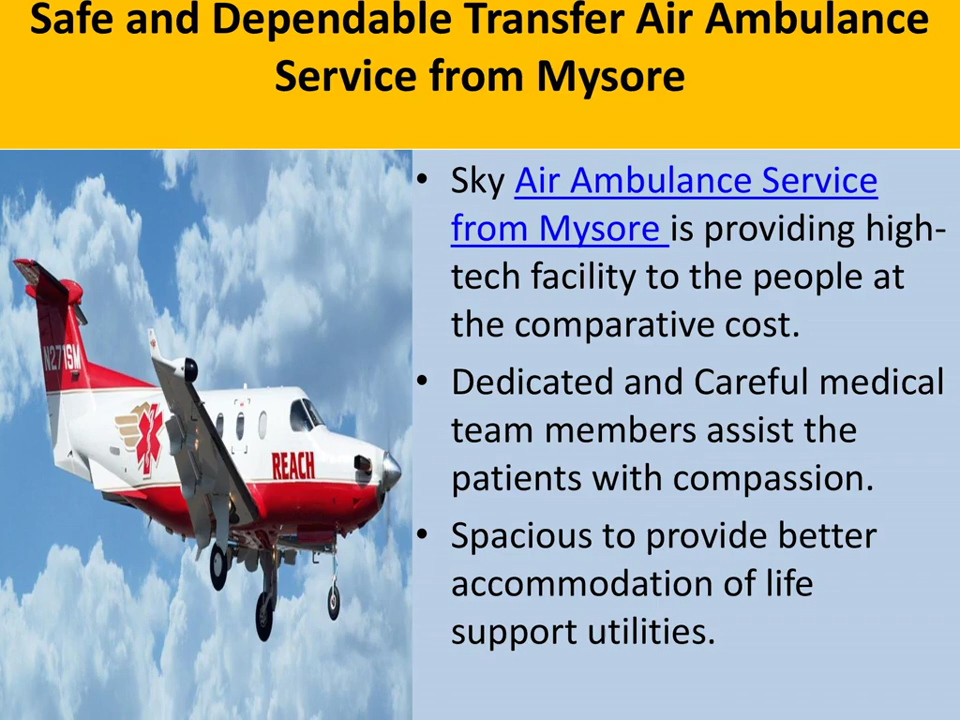 Safe and Dependable Transfer Air Ambulance
Service from Mysore
• Sky Air Ambulance Service
from Mysore is providing high-
tech facility to the people at
the comparative cost.
• Dedicated and Careful medical
team members assist the
patients with compassion.
• Spacious to provide better
accommodation of life
support utilities.
N271SM
REACH